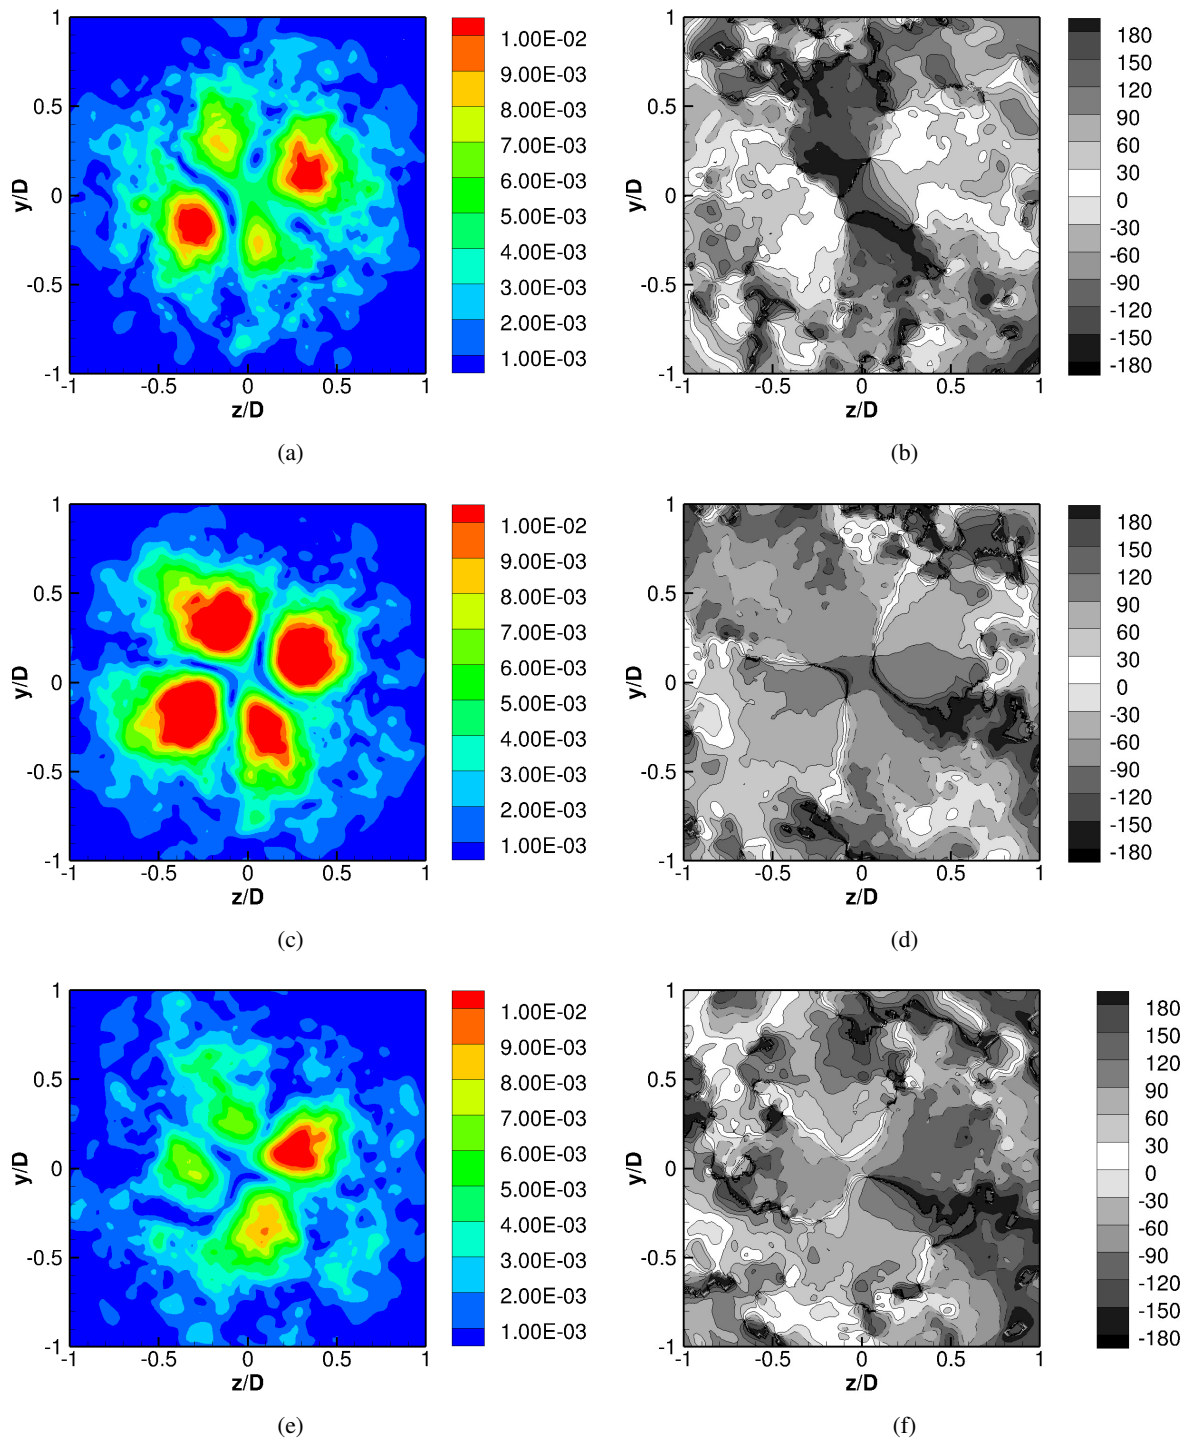 1
0.5
0
-0.5
-1
y/D
-1
-0.5
0
0.5
1
z/D
1.00E-02
9.00E-03
8.00E-03
7.00E-03
6.00E-03
5.00E-03
4.00E-03
3.00E-03
2.00E-03
1.00E-03
(a)
1
0.5
0
-0.5
-1
y/D
-1
-0.5
0
0.5
1
z/D
180
150
120
90
60
30
0
-30
-60
-90
-120
-150
-180
(b)
1
0.5
0
-0.5
-1
y/D
-1
-0.5
0
0.5
1
z/D
1.00E-02
9.00E-03
8.00E-03
7.00E-03
6.00E-03
5.00E-03
4.00E-03
3.00E-03
2.00E-03
1.00E-03
(c)
1
0.5
0
-0.5
-1
y/D
-1
-0.5
0
0.5
1
z/D
180
150
120
90
60
30
0
-30
-60
-90
-120
-150
-180
(d)
1
0.5
0
-0.5
-1
y/D
-1
-0.5
0
0.5
1
z/D
1.00E-02
9.00E-03
8.00E-03
7.00E-03
6.00E-03
5.00E-03
4.00E-03
3.00E-03
2.00E-03
1.00E-03
(e)
1
0.5
0
-0.5
-1
y/D
-1
-0.5
0
0.5
1
z/D
180
150
120
90
60
30
0
-30
-60
-90
-120
-150
-180
(f)